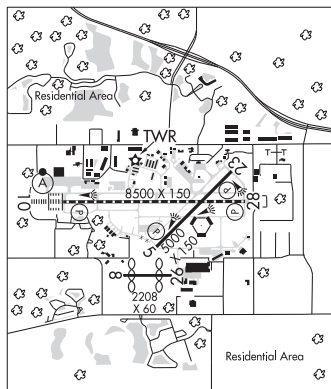 Residential Area
TWR
T T
A
23
8500 X 150
P
10
P
28
P
P
5000
X 150
5
8
26
2208
X 60
Residential Area